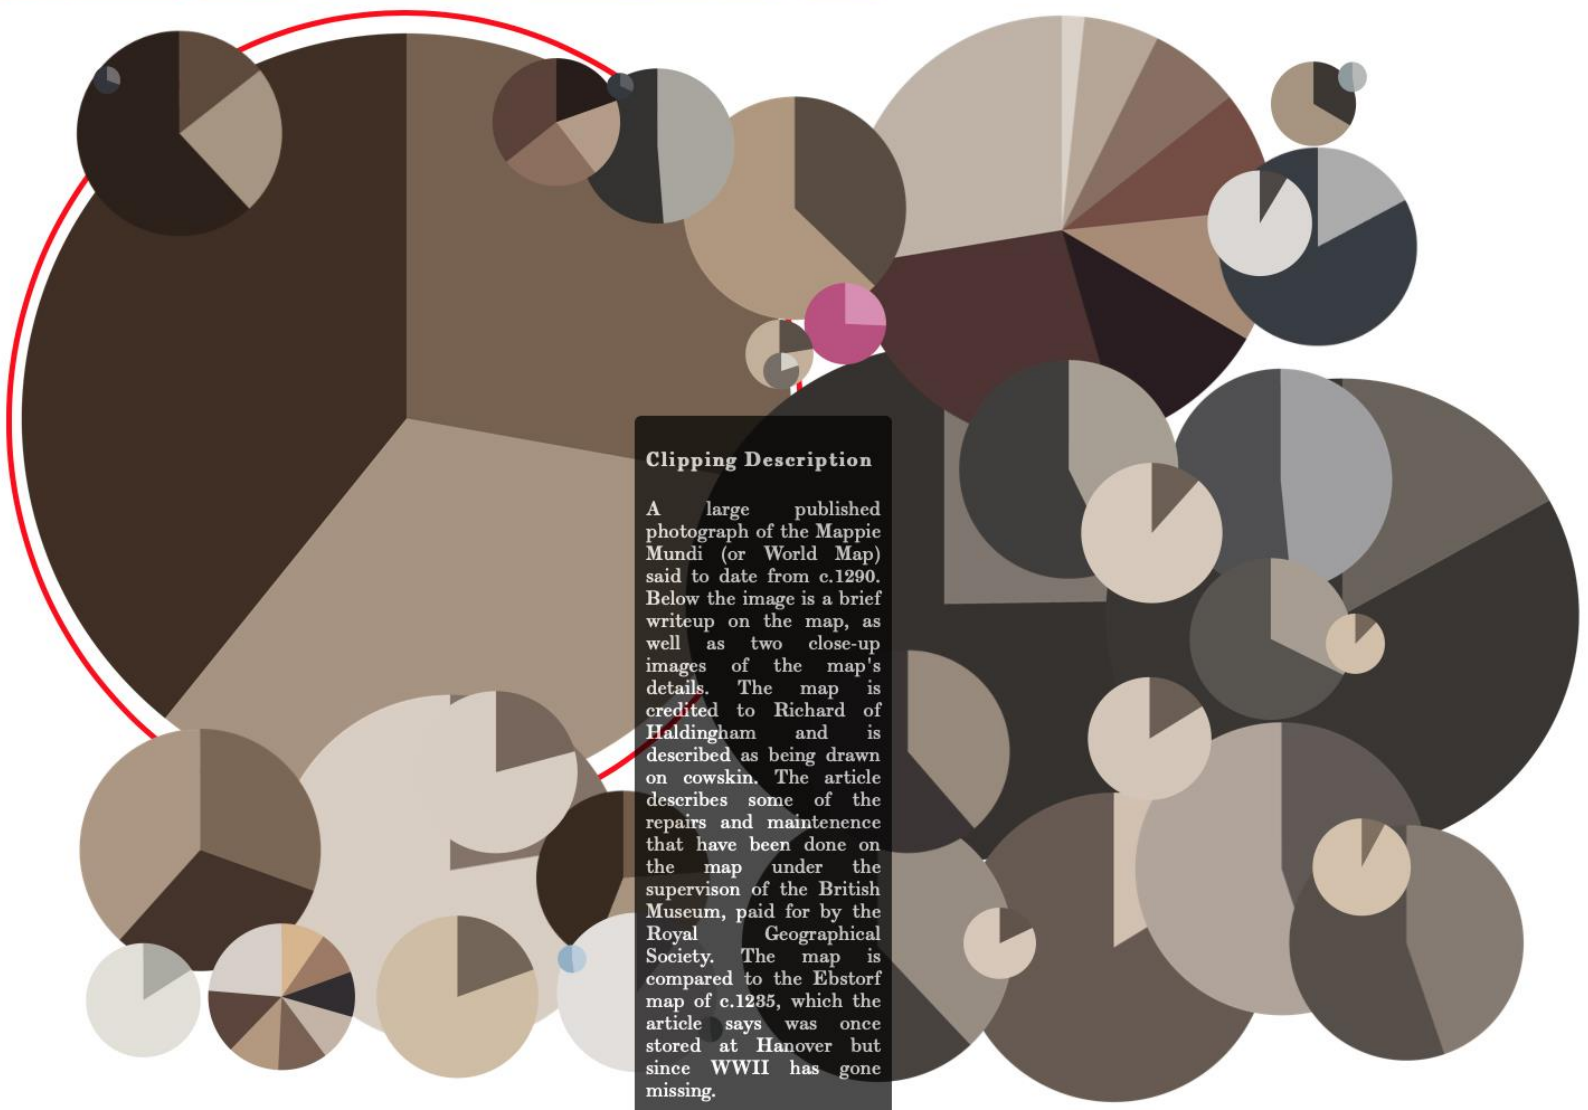 Clipping Description
A large published
photograph of the Mappie
Mundi (or World Map)
said to date from c.1290.
Below the image is a brief
writeup on the map, as
well as two close-up
images of the map's
details. The map is
credited to Richard of
Haldingham and is
described as being drawn
on cowskin. The article
describes some of the
repairs and maintenence
that have been done on
the map under the
supervison of the British
Museum, paid for by the
Royal Geographical
Society. The map is
compared to the Ebstorf
map of c.1235, which the
article says was once
stored at Hanover but
since WWII has gone
missing.